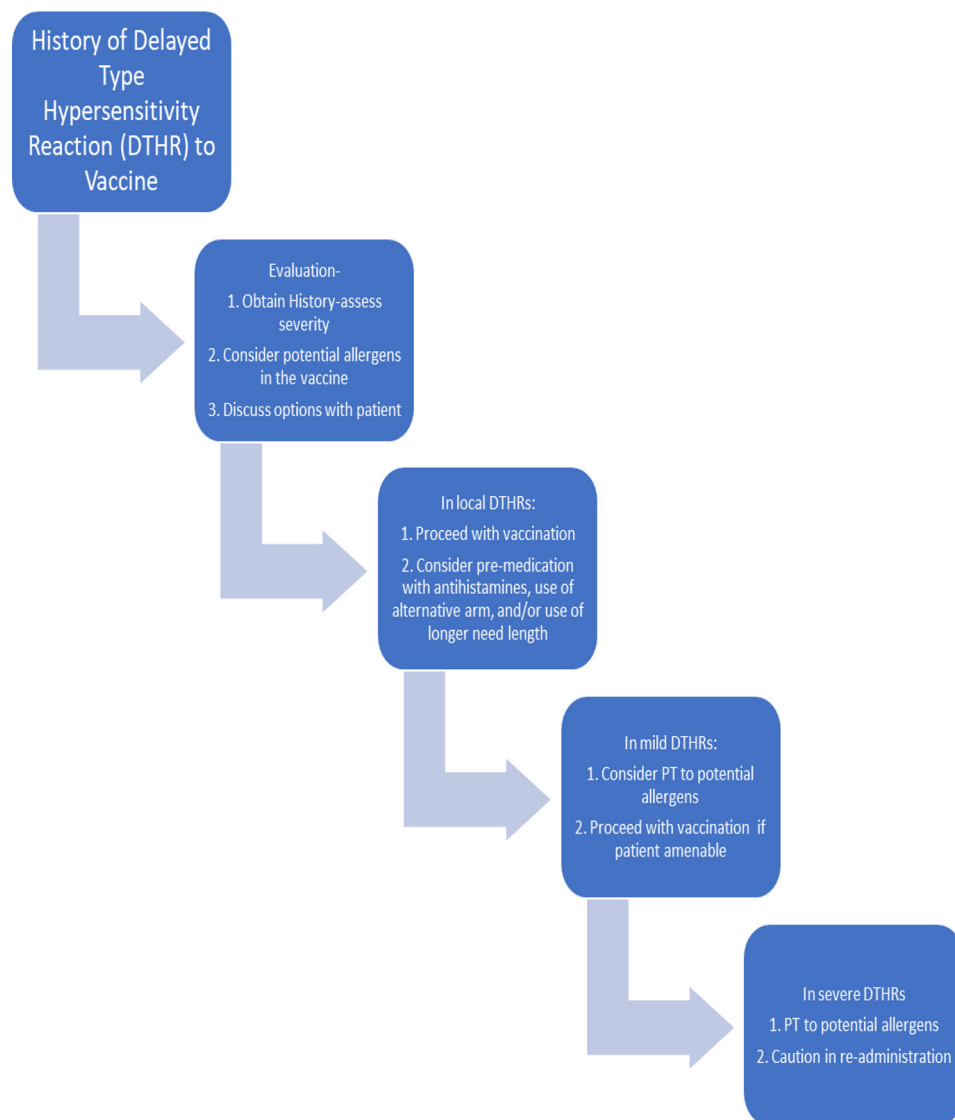 History of Delayed
Type
Hypersensitivity
Reaction (DTHR) to
Vaccine
Evaluation-
1. Obtain History-assess
severity
2. Consider potential allergens
in the vaccine
3. Discuss options with patient
In local DTHRs:
1. Proceed with vaccination
2. Consider pre-medication
with antihistamines, use of
alternative arm, and/or use of
longer need length
In mild DTHRs:
1. Consider PT to potential
allergens
2. Proceed with vaccination if
patient amenable
In severe DTHRs
1. PT to potential allergens
2. Caution in re-administration